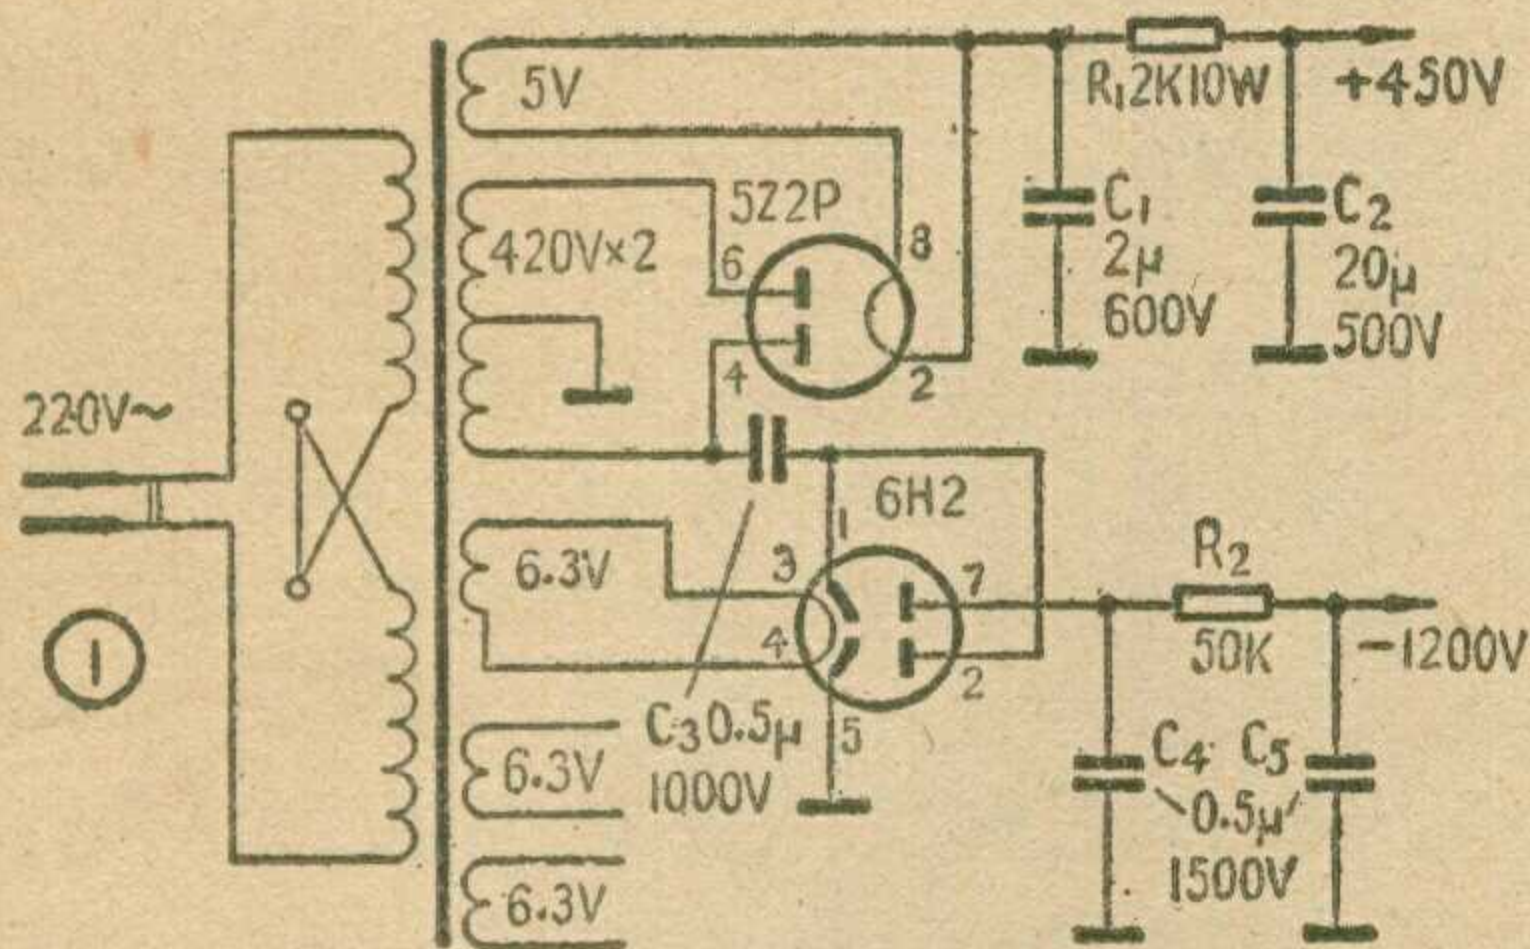 5V
R₁2K10W
+450V
5Z2P
C₁
2μ
600V
C₂
20μ
500V
420V×2
6
8
4
2
220V~
6H2
1
6.3V
3
7
4
2
R₂
50K
-1200V
①
C₃0.5μ
1000V
5
6.3V
C₄
C₅
0.5μ
1500V
6.3V